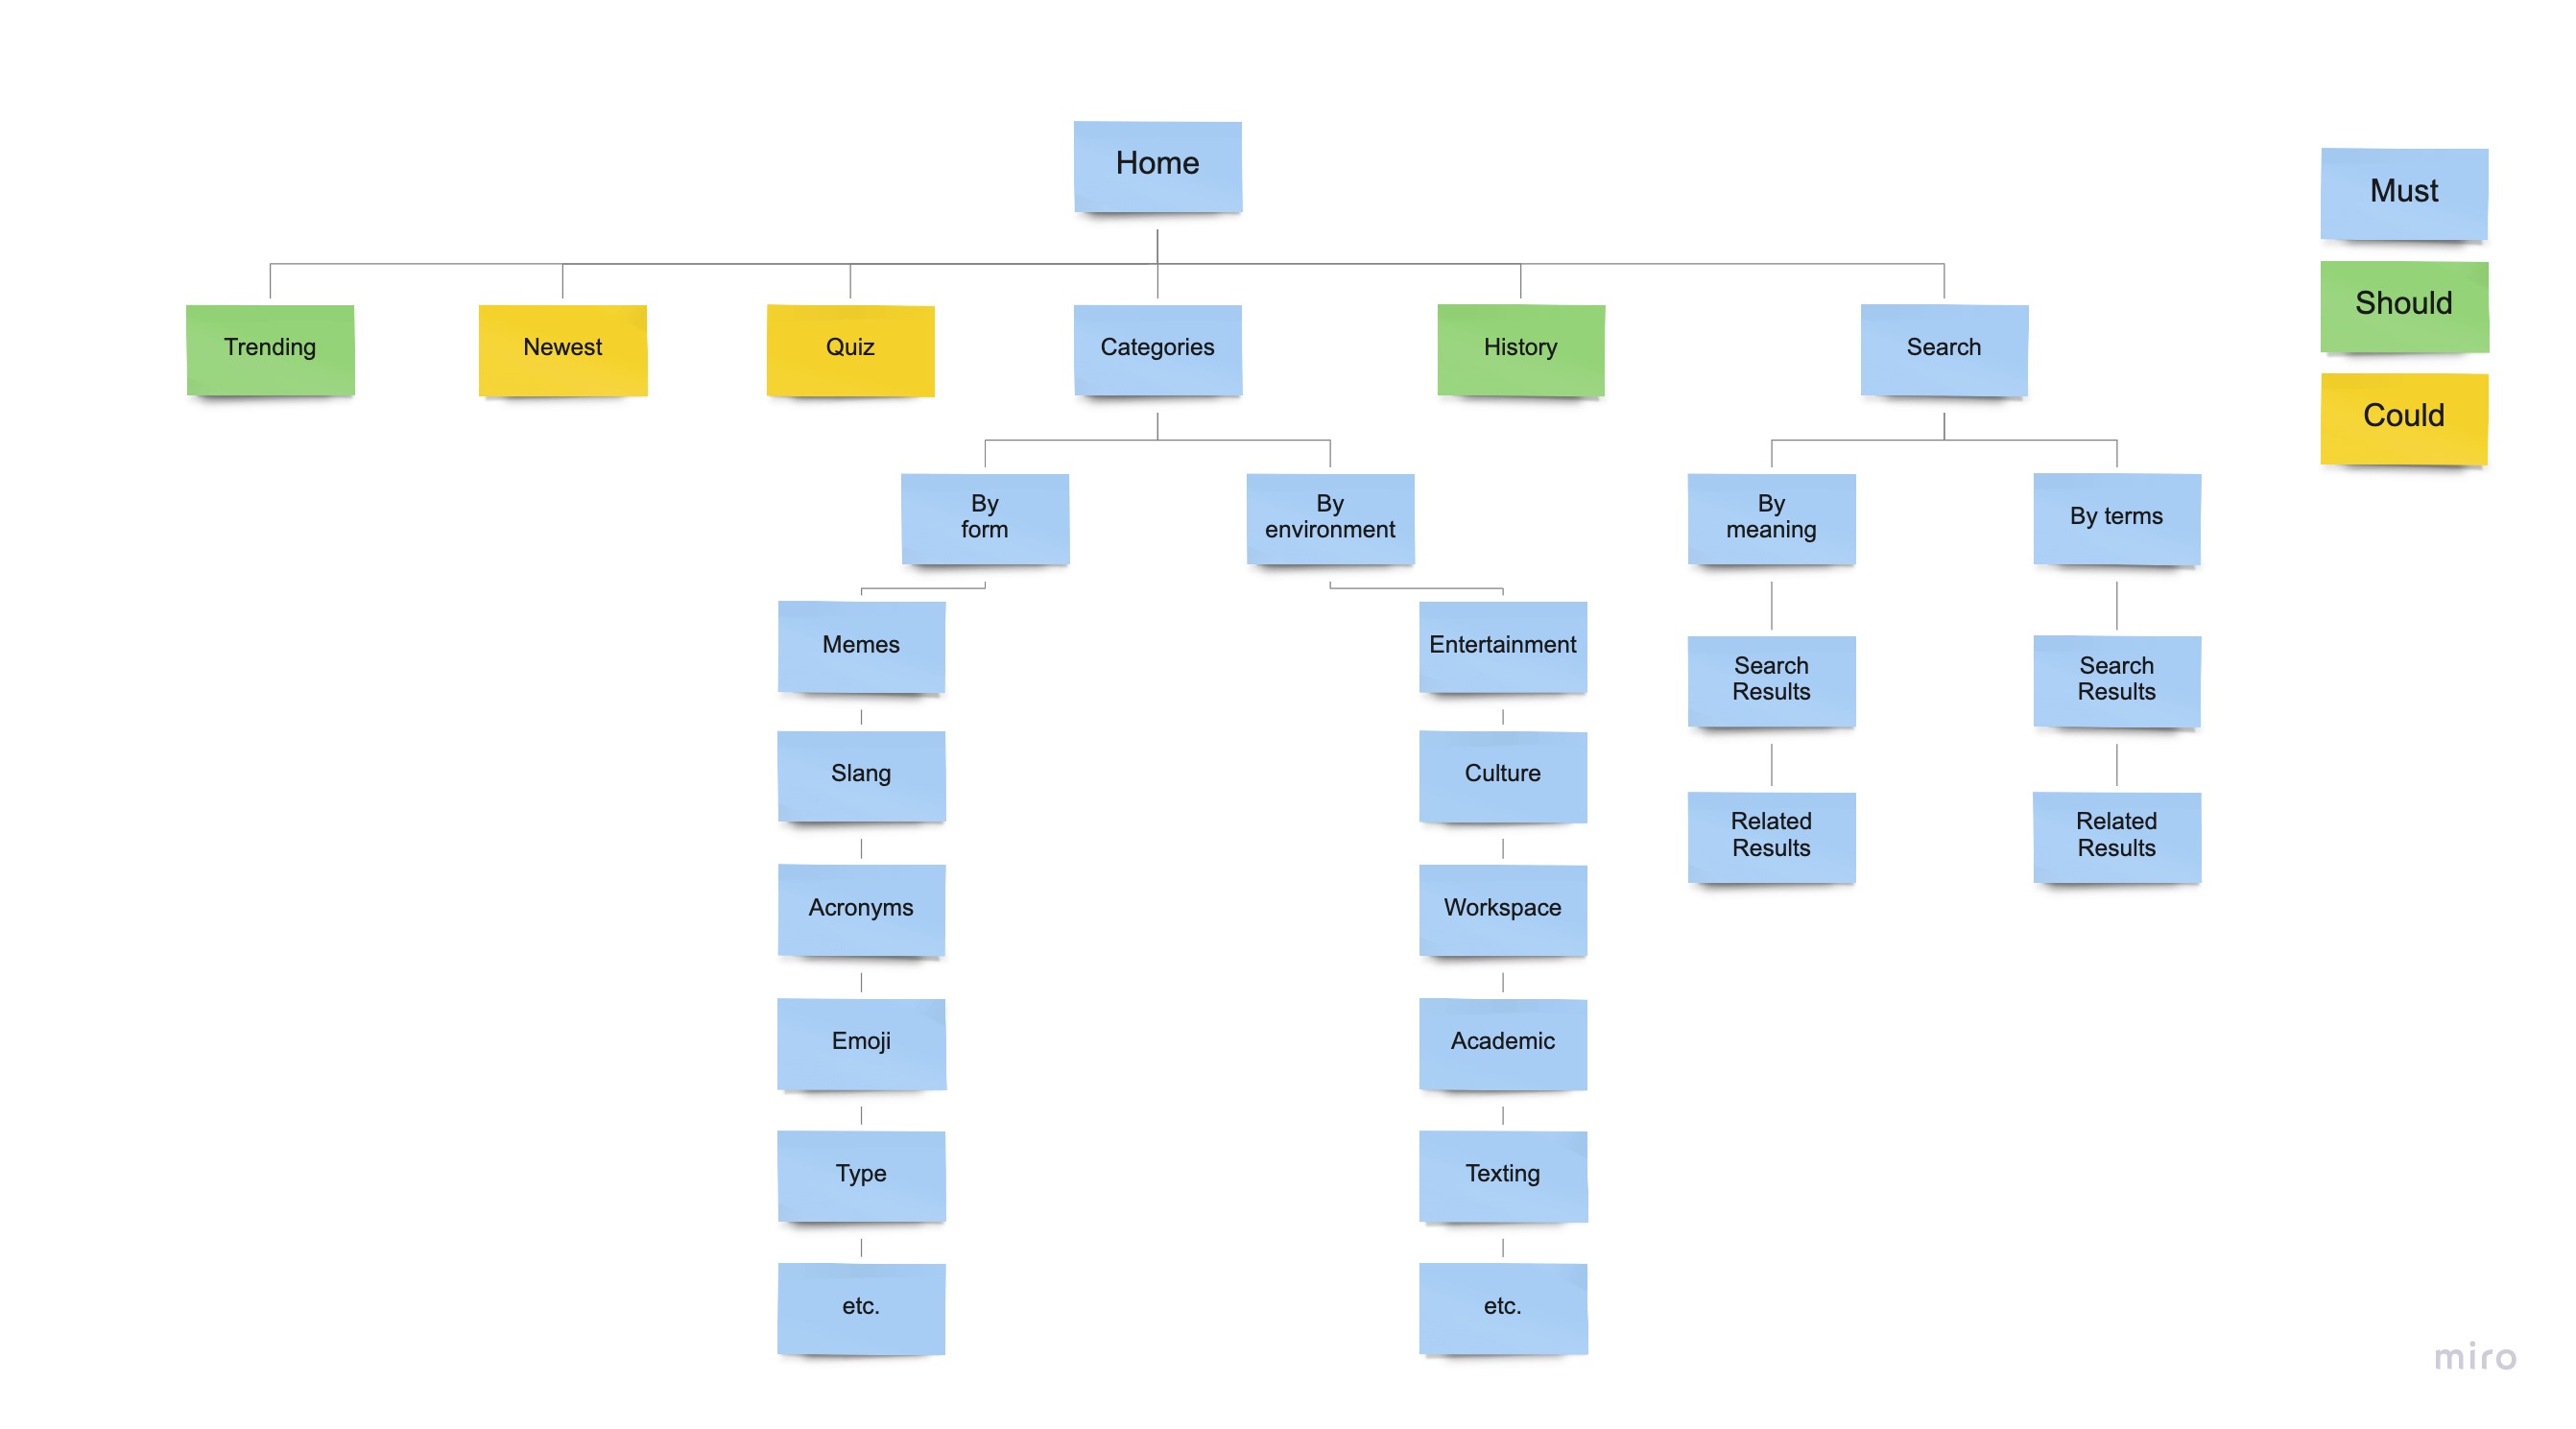 Home
Must
Should
Could
Trending
Newest
Quiz
Categories
History
Search
By
form
By
environment
By
meaning
By terms
Memes
Slang
Acronyms
Emoji
Type
etc.
Entertainment
Culture
Workspace
Academic
Texting
etc.
Search
Results
Related
Results
Search
Results
Related
Results
miro